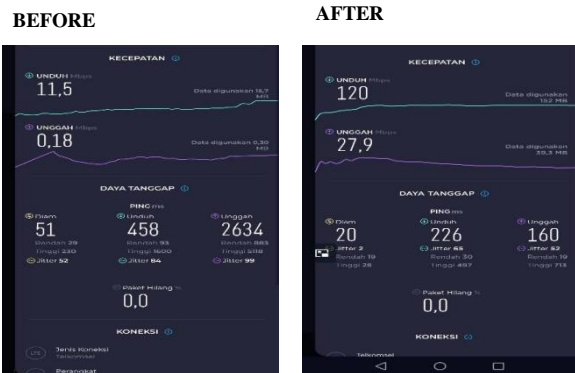 BEFORE
KECEPATAN
UNDUH Mbps
11,5
Data digunakan 16,7
MB
UNGGAH Mbps
0,18
Data digunakan 0,30
MB
DAYA TANGGAP
PING ms
Diam Unduh Unggah
51 458 2634
Rendah 29 Rendah 93 Rendah 883
Tinggi 230 Tinggi 1600 Tinggi
Jitter 52 Jitter 84 Jitter 99
Paket Hilang %
0,0
KONEKSI
LTE Jenis Koneksi
Telkomsel
Perangkat
AFTER
KECEPATAN
UNDUH Mbps
120
Data digunakan
152 MB
UNGGAH Mbps
27,9
Data digunakan
39,3 MB
DAYA TANGGAP
PING ms
Diam Unduh Unggah
20 226 160
Jitter 2 Jitter 65 Jitter 52
Rendah 19 Rendah 30 Rendah 19
Tinggi 28 Tinggi 497 Tinggi 713
Paket Hilang %
0,0
KONEKSI
Telkomsel